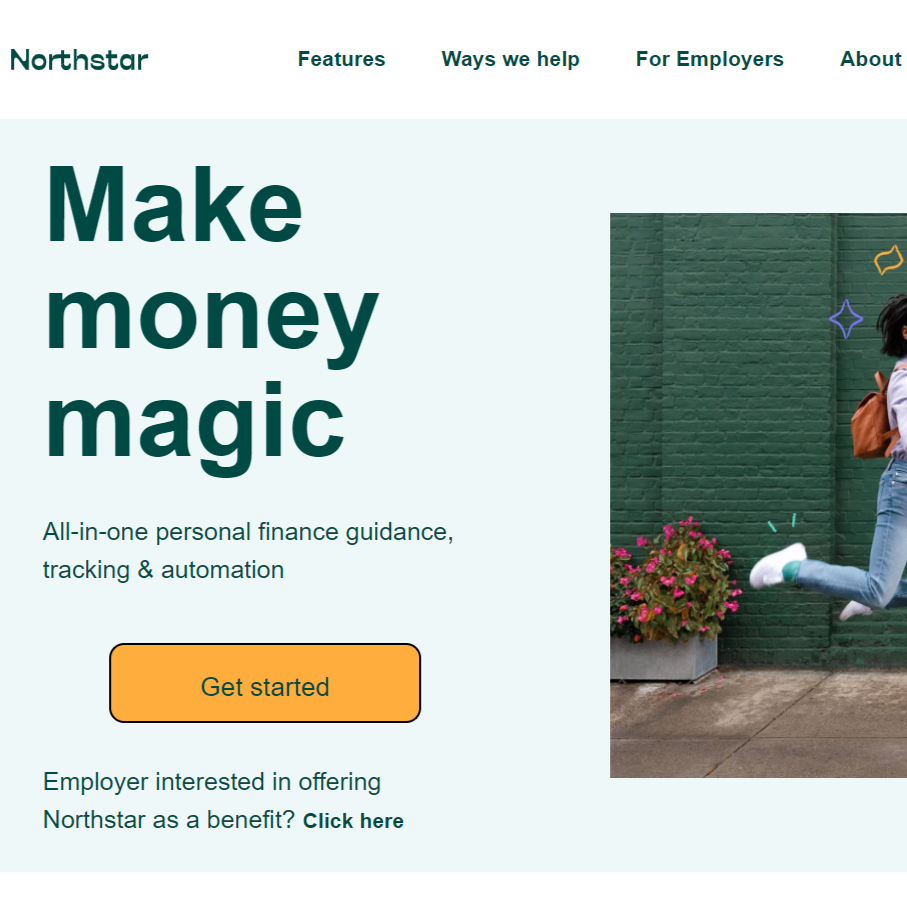 Northstar
Features
Ways we help
For Employers
About
Make
money
magic
All-in-one personal finance guidance,
tracking & automation
Get started
Employer interested in offering
Northstar as a benefit? Click here